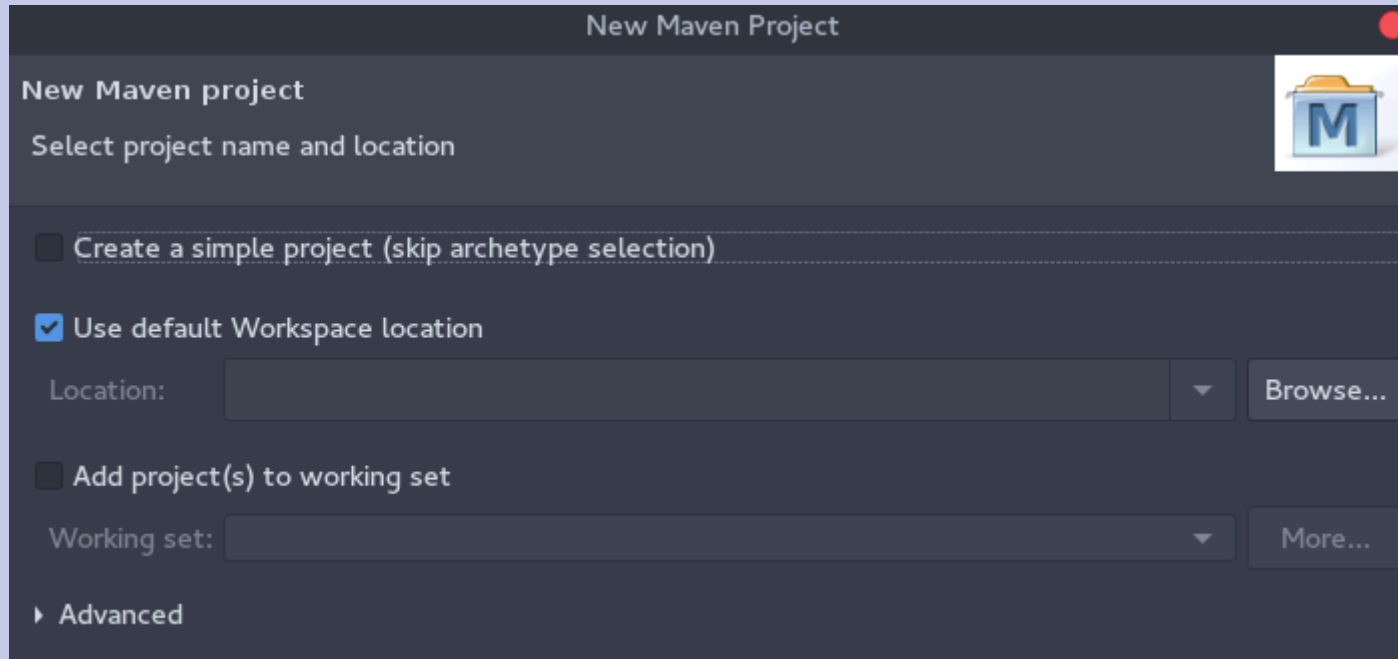 New Maven Project
New Maven project
Select project name and location
M
Create a simple project (skip archetype selection)
Use default Workspace location
Location:
Browse...
Add project(s) to working set
Working set:
More...
Advanced